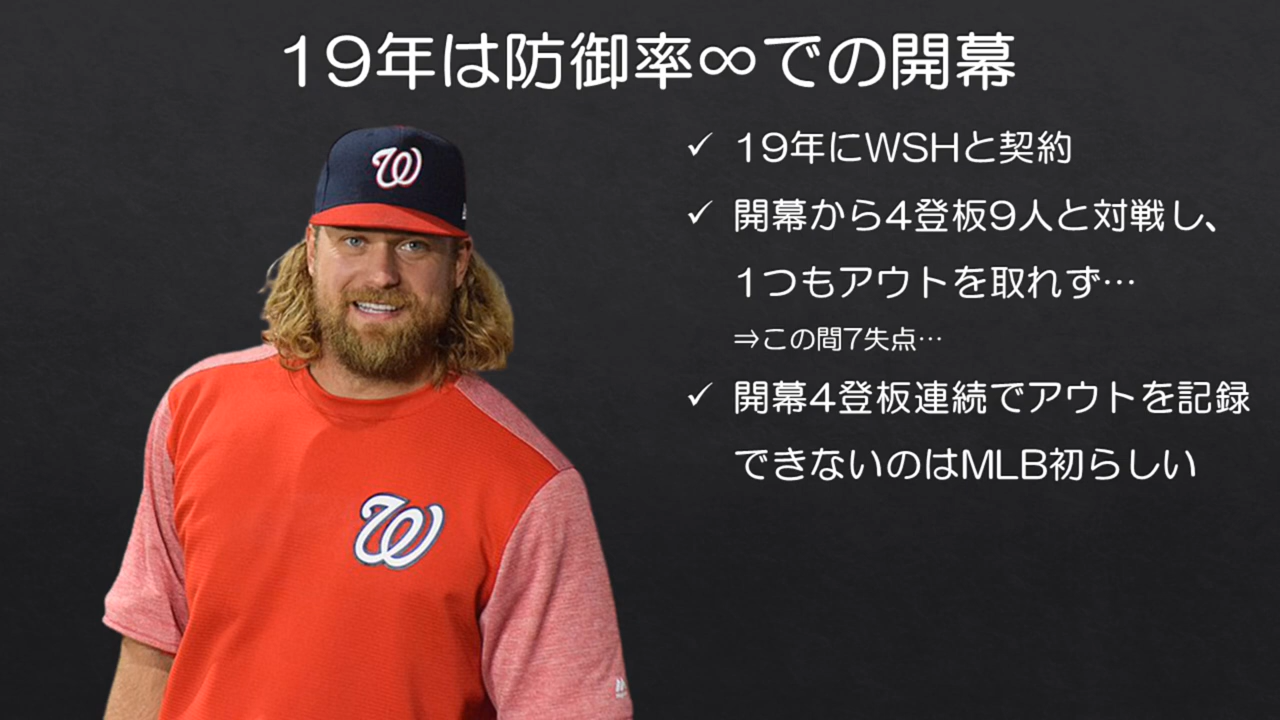 19年は防御率∞での開幕
✓ 19年にWSHと契約
✓ 開幕から4登板9人と対戦し、
1つもアウトを取れず…
⇒この間7失点…
✓ 開幕4登板連続でアウトを記録
できないのはMLB初らしい
W
W